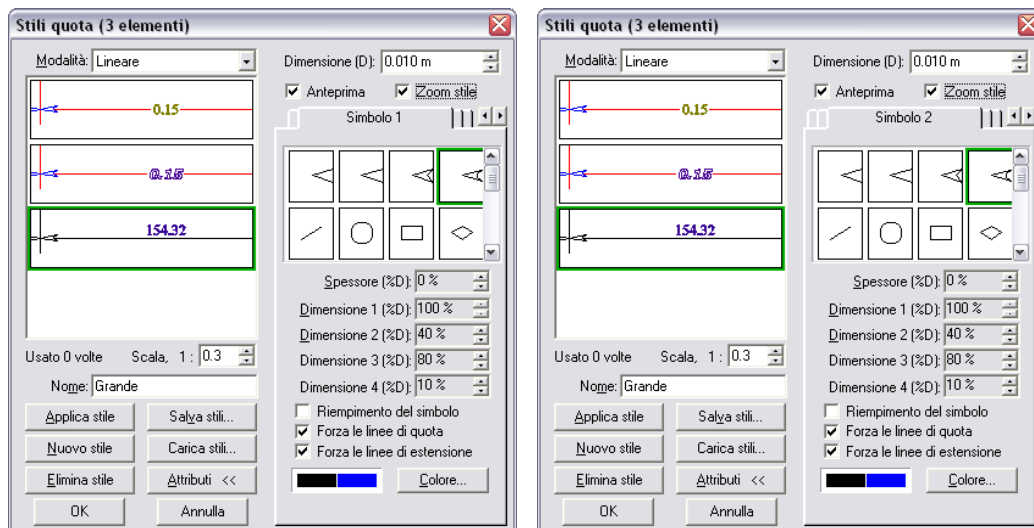 Stili quota (3 elementi)
Modalità: Lineare
Dimensione (D): 0.010 m
Anteprima
Zoom stile
0.15
Simbolo 1
0.15
154.32
Spessore (%D): 0 %
Dimensione 1 (%D): 100 %
Dimensione 2 (%D): 40 %
Usato 0 volte
Scala, 1 : 0.3
Dimensione 3 (%D): 80 %
Nome: Grande
Dimensione 4 (%D): 10 %
Applica stile
Salva stili...
Riempimento del simbolo
Forza le linee di quota
Nuovo stile
Carica stili...
Forza le linee di estensione
Elimina stile
Attributi <<
Colore...
OK
Annulla
Stili quota (3 elementi)
Modalità: Lineare
Dimensione (D): 0.010 m
Anteprima
Zoom stile
0.15
Simbolo 2
0.15
154.32
Spessore (%D): 0 %
Dimensione 1 (%D): 100 %
Dimensione 2 (%D): 40 %
Usato 0 volte
Scala, 1 : 0.3
Dimensione 3 (%D): 80 %
Nome: Grande
Dimensione 4 (%D): 10 %
Applica stile
Salva stili...
Riempimento del simbolo
Forza le linee di quota
Nuovo stile
Carica stili...
Forza le linee di estensione
Elimina stile
Attributi <<
Colore...
OK
Annulla